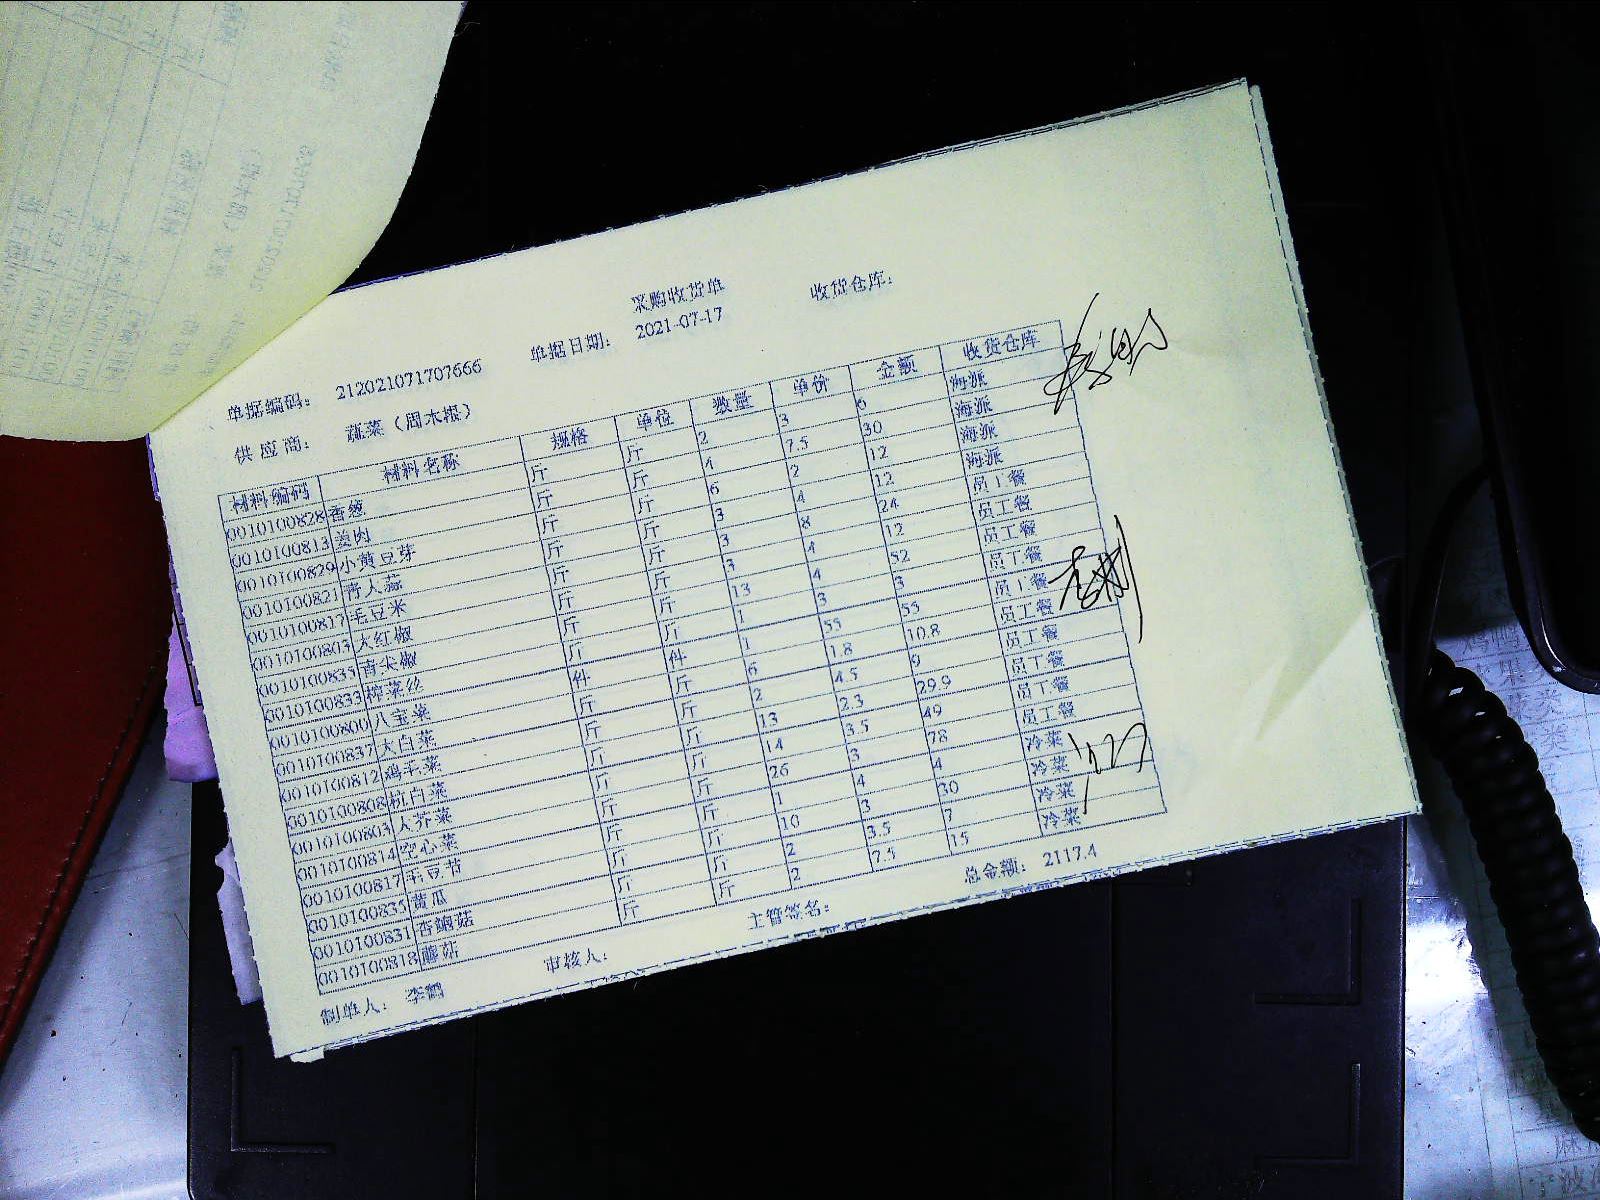 采购收货单
单据编码： 212021071707666 单据日期： 2021-07-17 收货仓库：
供应商： 蔬菜（周木根）
材料编码 材料名称 规格 单位 数量 单价 金额 收货仓库
0010100828 香葱 斤 斤 2 3 6 海派
0010100813 姜肉 斤 斤 4 7.5 30 海派
0010100829 小黄豆芽 斤 斤 6 2 12 海派
0010100821 青大蒜 斤 斤 3 4 12 海派
0010100817 毛豆米 斤 斤 3 8 24 员工餐
0010100803 大红椒 斤 斤 3 4 12 员工餐
0010100835 青尖椒 斤 斤 13 4 52 员工餐
0010100833 榨菜丝 斤 斤 1 3 3 员工餐
0010100800 八宝菜 件 件 1 55 55 员工餐
0010100837 大白菜 斤 斤 6 1.8 10.8 员工餐
0010100812 鸡毛菜 斤 斤 2 4.5 9 员工餐
0010100808 杭白菜 斤 斤 13 2.3 29.9 员工餐
0010100803 大芥菜 斤 斤 14 3.5 49 员工餐
0010100814 空心菜 斤 斤 26 3 78 员工餐
0010100817 毛豆节 斤 斤 1 4 4 冷菜
0010100835 黄瓜 斤 斤 10 3 30 冷菜
0010100831 杏鲍菇 斤 斤 2 3.5 7 冷菜
0010100818 蘑菇 斤 斤 2 7.5 15 冷菜
制单人： 李鹤 审核人： 主管签名： 总金额： 2117.4